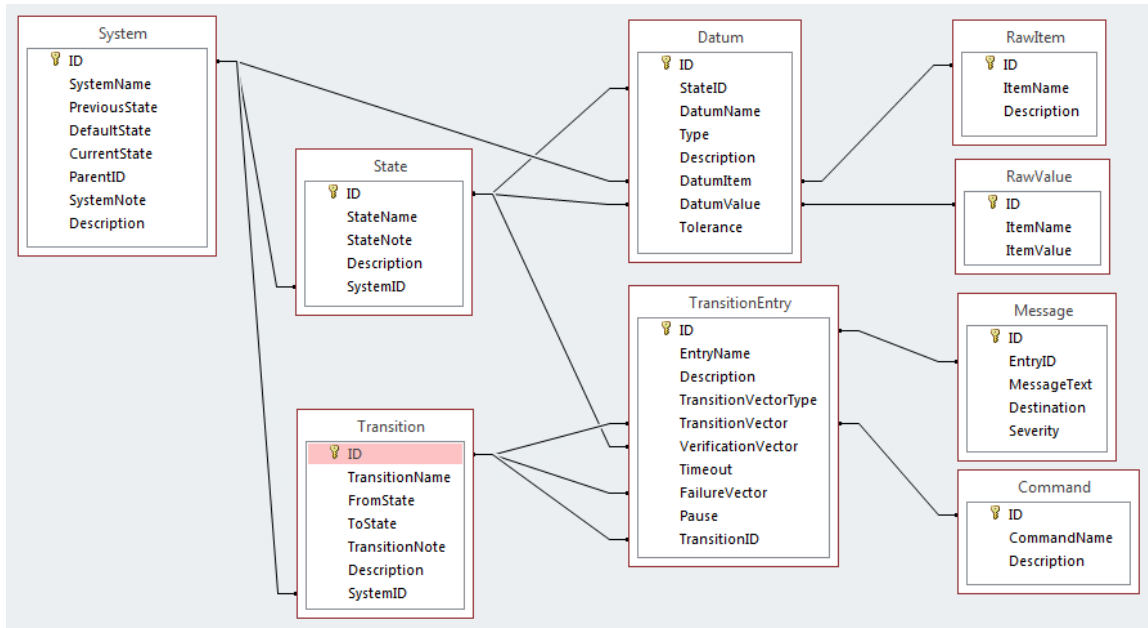 System
ID
SystemName
PreviousState
DefaultState
CurrentState
ParentID
SystemNote
Description
State
ID
StateName
StateNote
Description
SystemID
Transition
ID
TransitionName
FromState
ToState
TransitionNote
Description
SystemID
Datum
ID
StateID
DatumName
Type
Description
DatumItem
DatumValue
Tolerance
TransitionEntry
ID
EntryName
Description
TransitionVectorType
TransitionVector
VerificationVector
Timeout
FailureVector
Pause
TransitionID
RawItem
ID
ItemName
Description
RawValue
ID
ItemName
ItemValue
Message
ID
EntryID
MessageText
Destination
Severity
Command
ID
CommandName
Description